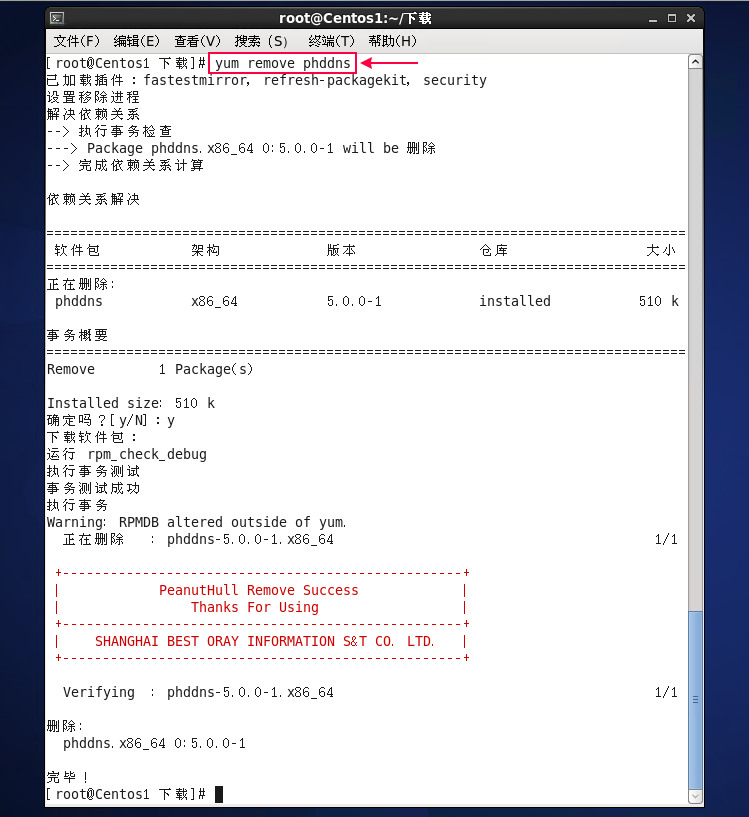 root@Centos1:~/下载
文件(F) 编辑(E) 查看(V) 搜索 (S) 终端(T) 帮助(H)
[root@Centos1 下载]# yum remove phddns
已加载插件：fastestmirror, refresh-packagekit, security
设置移除进程
解决依赖关系
--> 执行事务检查
---> Package phddns.x86_64 0:5.0.0-1 will be 删除
--> 完成依赖关系计算
依赖关系解决
================================================================================
软件包 架构 版本 仓库 大小
================================================================================
正在删除:
phddns x86_64 5.0.0-1 installed 510 k
事务概要
================================================================================
Remove 1 Package(s)
Installed size: 510 k
确定吗？[y/N]：y
下载软件包：
运行 rpm_check_debug
执行事务测试
事务测试成功
执行事务
Warning: RPMDB altered outside of yum.
正在删除 : phddns-5.0.0-1.x86_64 1/1
+--------------------------------------------------+
| PeanutHull Remove Success |
| Thanks For Using |
+--------------------------------------------------+
| SHANGHAI BEST ORAY INFORMATION S&T CO. LTD. |
+--------------------------------------------------+
Verifying : phddns-5.0.0-1.x86_64 1/1
删除:
phddns.x86_64 0:5.0.0-1
完毕！
[root@Centos1 下载]#